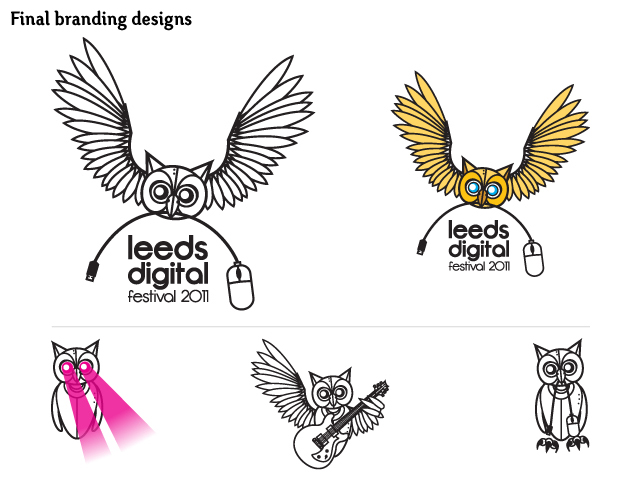 Final branding designs
leeds
digital
festival 2011
leeds
digital
festival 2011